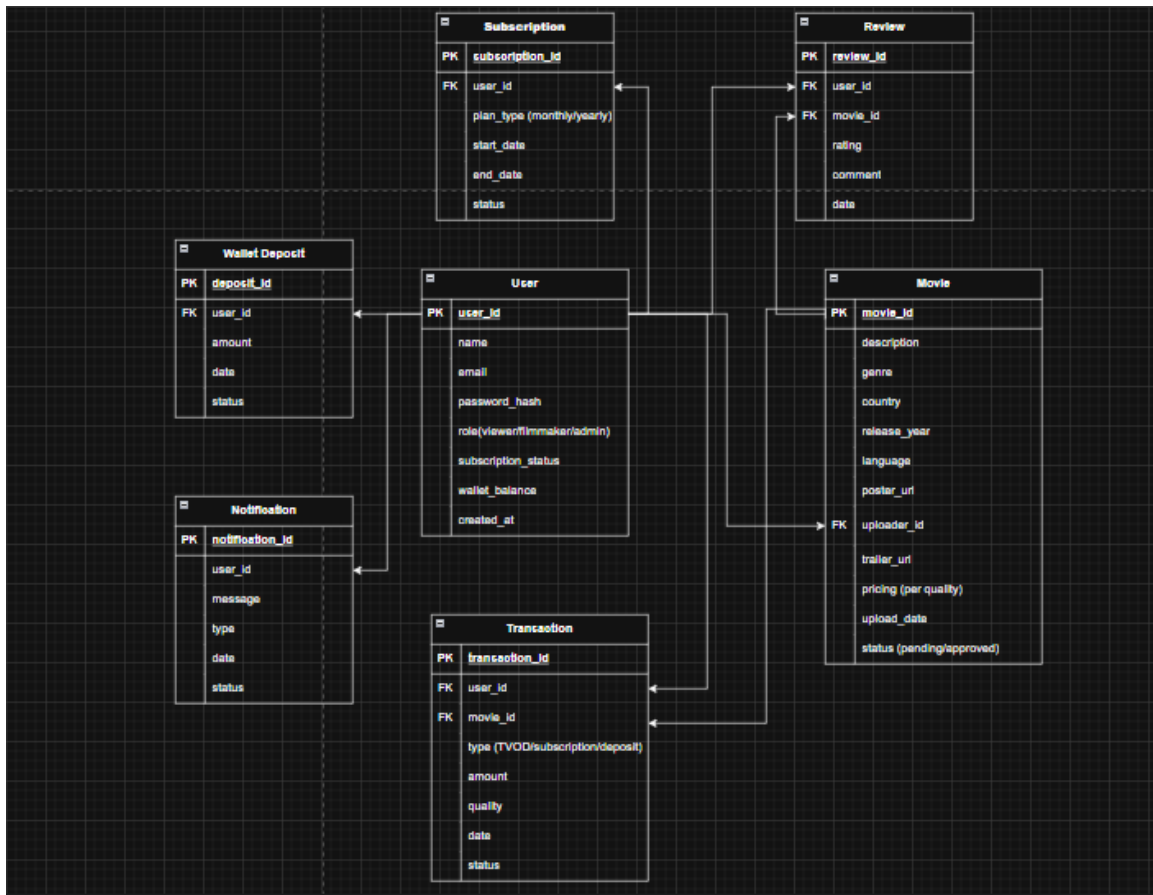 Subscription
PK subscription_id
FK user_id
plan_type (monthly/yearly)
start_date
end_date
status
Review
PK review_id
FK user_id
FK movie_id
rating
comment
date
Wallet Deposit
PK deposit_id
FK user_id
amount
date
status
User
PK user_id
name
email
password_hash
role(viewer/filmmaker/admin)
subscription_status
wallet_balance
created_at
Movie
PK movie_id
description
genre
country
release_year
language
poster_url
FK uploader_id
trailer_url
pricing (per quality)
upload_date
status (pending/approved)
Notification
PK notification_id
user_id
message
type
date
status
Transaction
PK transaction_id
FK user_id
FK movie_id
type (TVOD/subscription/deposit)
amount
quality
date
status